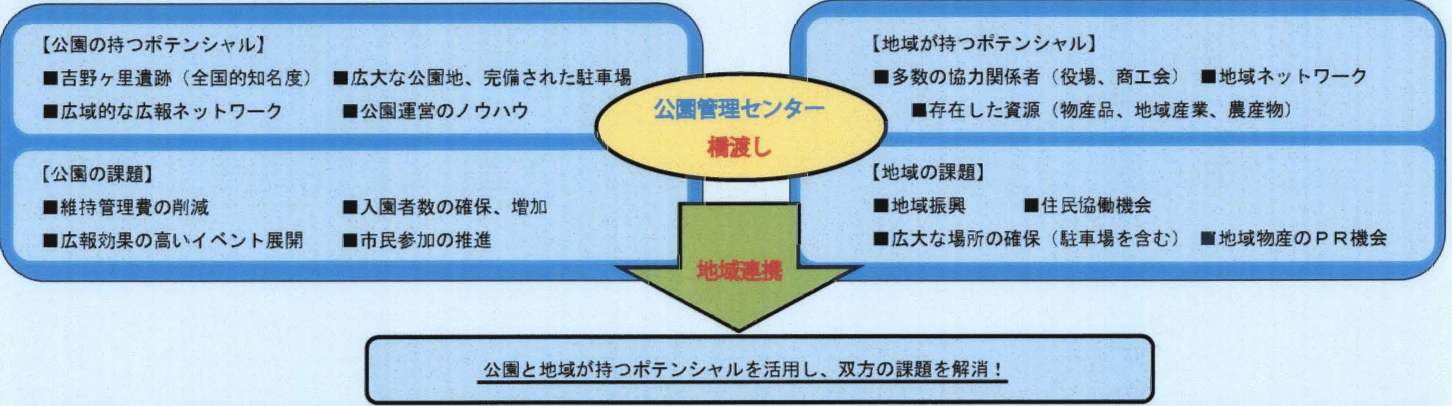 【公園の持つポテンシャル】
■吉野ヶ里遺跡（全国的知名度） ■広大な公園地、完備された駐車場
■広域的な広報ネットワーク ■公園運営のノウハウ
【公園の課題】
■維持管理費の削減 ■入園者数の確保、増加
■広報効果の高いイベント展開 ■市民参加の推進
公園管理センター
橋渡し
地域連携
【地域が持つポテンシャル】
■多数の協力関係者（役場、商工会） ■地域ネットワーク
■存在した資源（物産品、地域産業、農産物）
【地域の課題】
■地域振興 ■住民協働機会
■広大な場所の確保（駐車場を含む） ■地域物産のＰＲ機会
公園と地域が持つポテンシャルを活用し、双方の課題を解消！